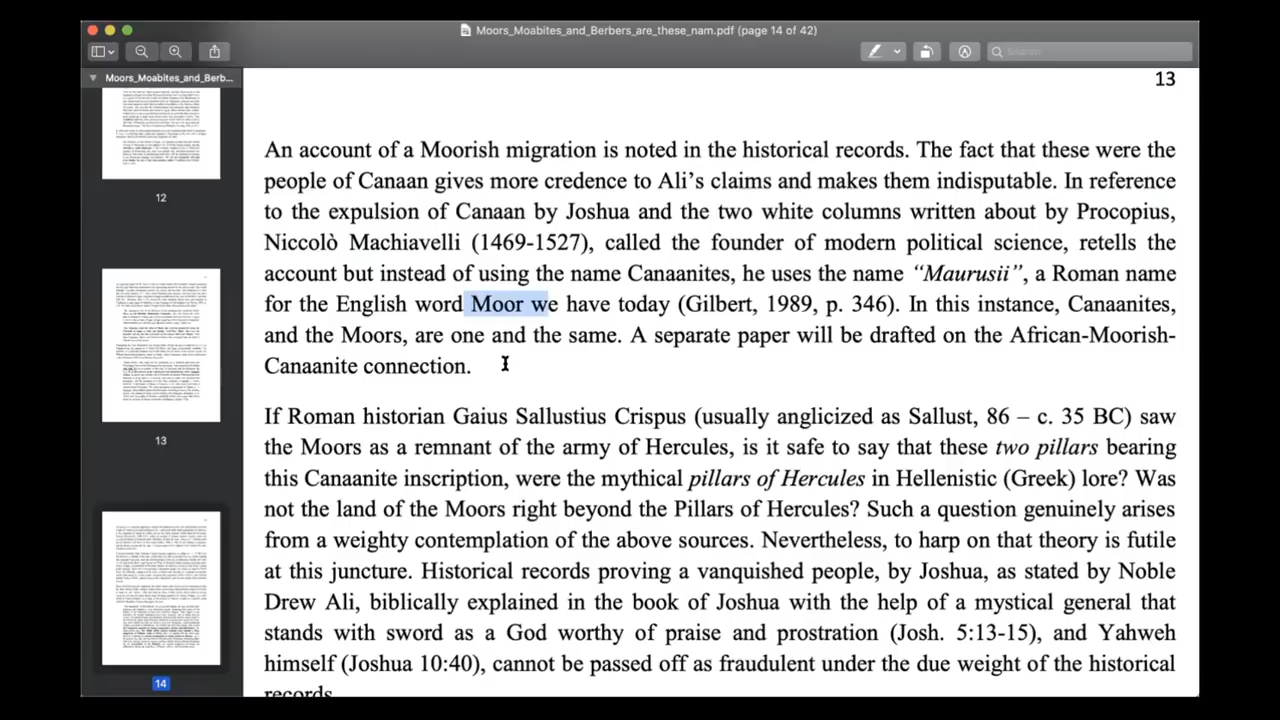 Moors_Moabites_and_Berbers_are_these_nam.pdf (page 14 of 42)
Search
Moors_Moabites_and_Berb...
12
13
14
13
An account of a Moorish migration is noted in the historical records. The fact that these were the
people of Canaan gives more credence to Ali’s claims and makes them indisputable. In reference
to the expulsion of Canaan by Joshua and the two white columns written about by Procopius,
Niccolò Machiavelli (1469-1527), called the founder of modern political science, retells the
account but instead of using the name Canaanites, he uses the name “Maurusii”, a Roman name
the English word Moor we have today (Gilbert, 1989, p. 346). In this instance, Canaanites,
and the Moors, of course are the same. A separate paper will be submitted on the African-Moorish-
Canaanite connection.
If Roman historian Gaius Sallustius Crispus (usually anglicized as Sallust, 86 – c. 35 BC) saw
the Moors as a remnant of the army of Hercules, is it safe to say that these two pillars bearing
this Canaanite inscription, were the mythical pillars of Hercules in Hellenistic (Greek) lore? Was
not the land of the Moors right beyond the Pillars of Hercules? Such a question genuinely arises
from a highly contemplation of the above sources. Nevertheless, to harp on that theory is futile
at this juncture. The initial record pertaining a vanquished people, by Joshua, as stated by Noble
Drew Ali, based on scripture in the book of Joshua with the help of a mystical general that
stands with sword as a God worthy of praise and prostration (Josh. 5:13-15), and Yahweh
himself (Joshua 10:40), cannot be passed off as fraudulent under the due weight of the historical
records.